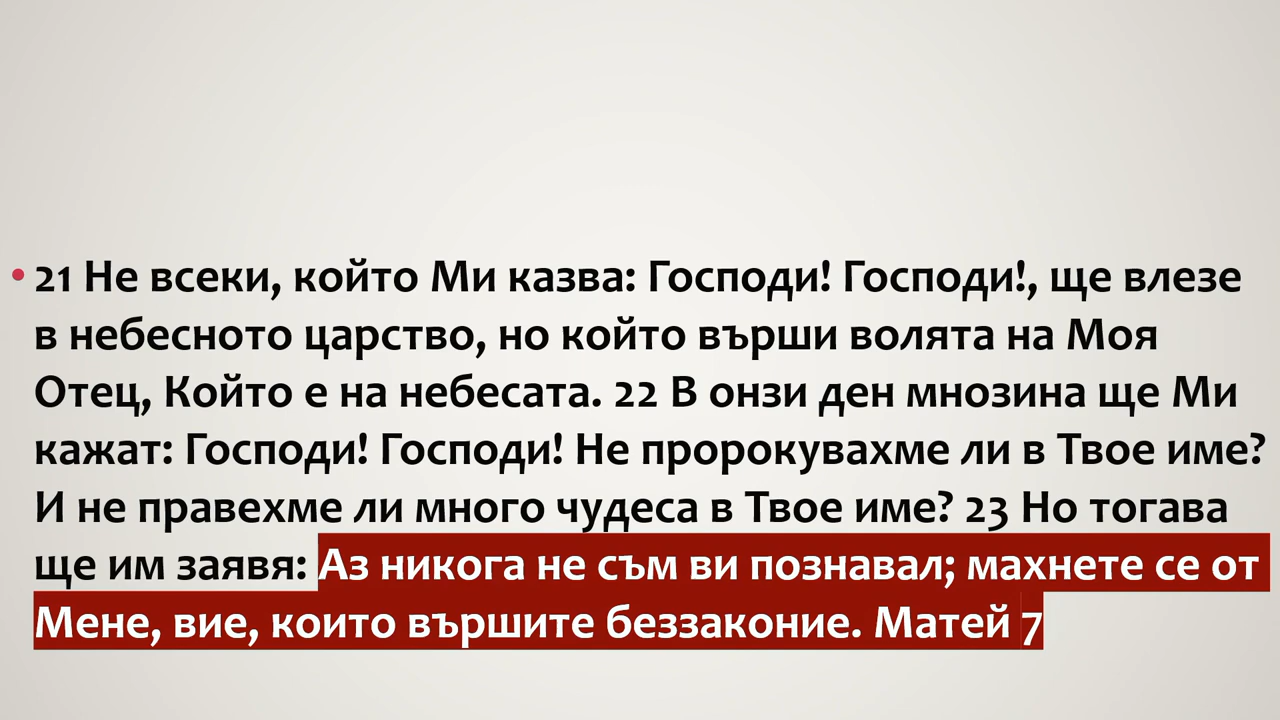 • 21 Не всеки, който Ми казва: Господи! Господи!, ще влезе
в небесното царство, но който върши волята на Моя
Отец, Който е на небесата. 22 В онзи ден мнозина ще Ми
кажат: Господи! Господи! Не пророкувахме ли в Твое име?
И не правехме ли много чудеса в Твое име? 23 Но тогава
ще им заявя: Аз никога не съм ви познавал; махнете се от
Мене, вие, които вършите беззаконие. Матей 7